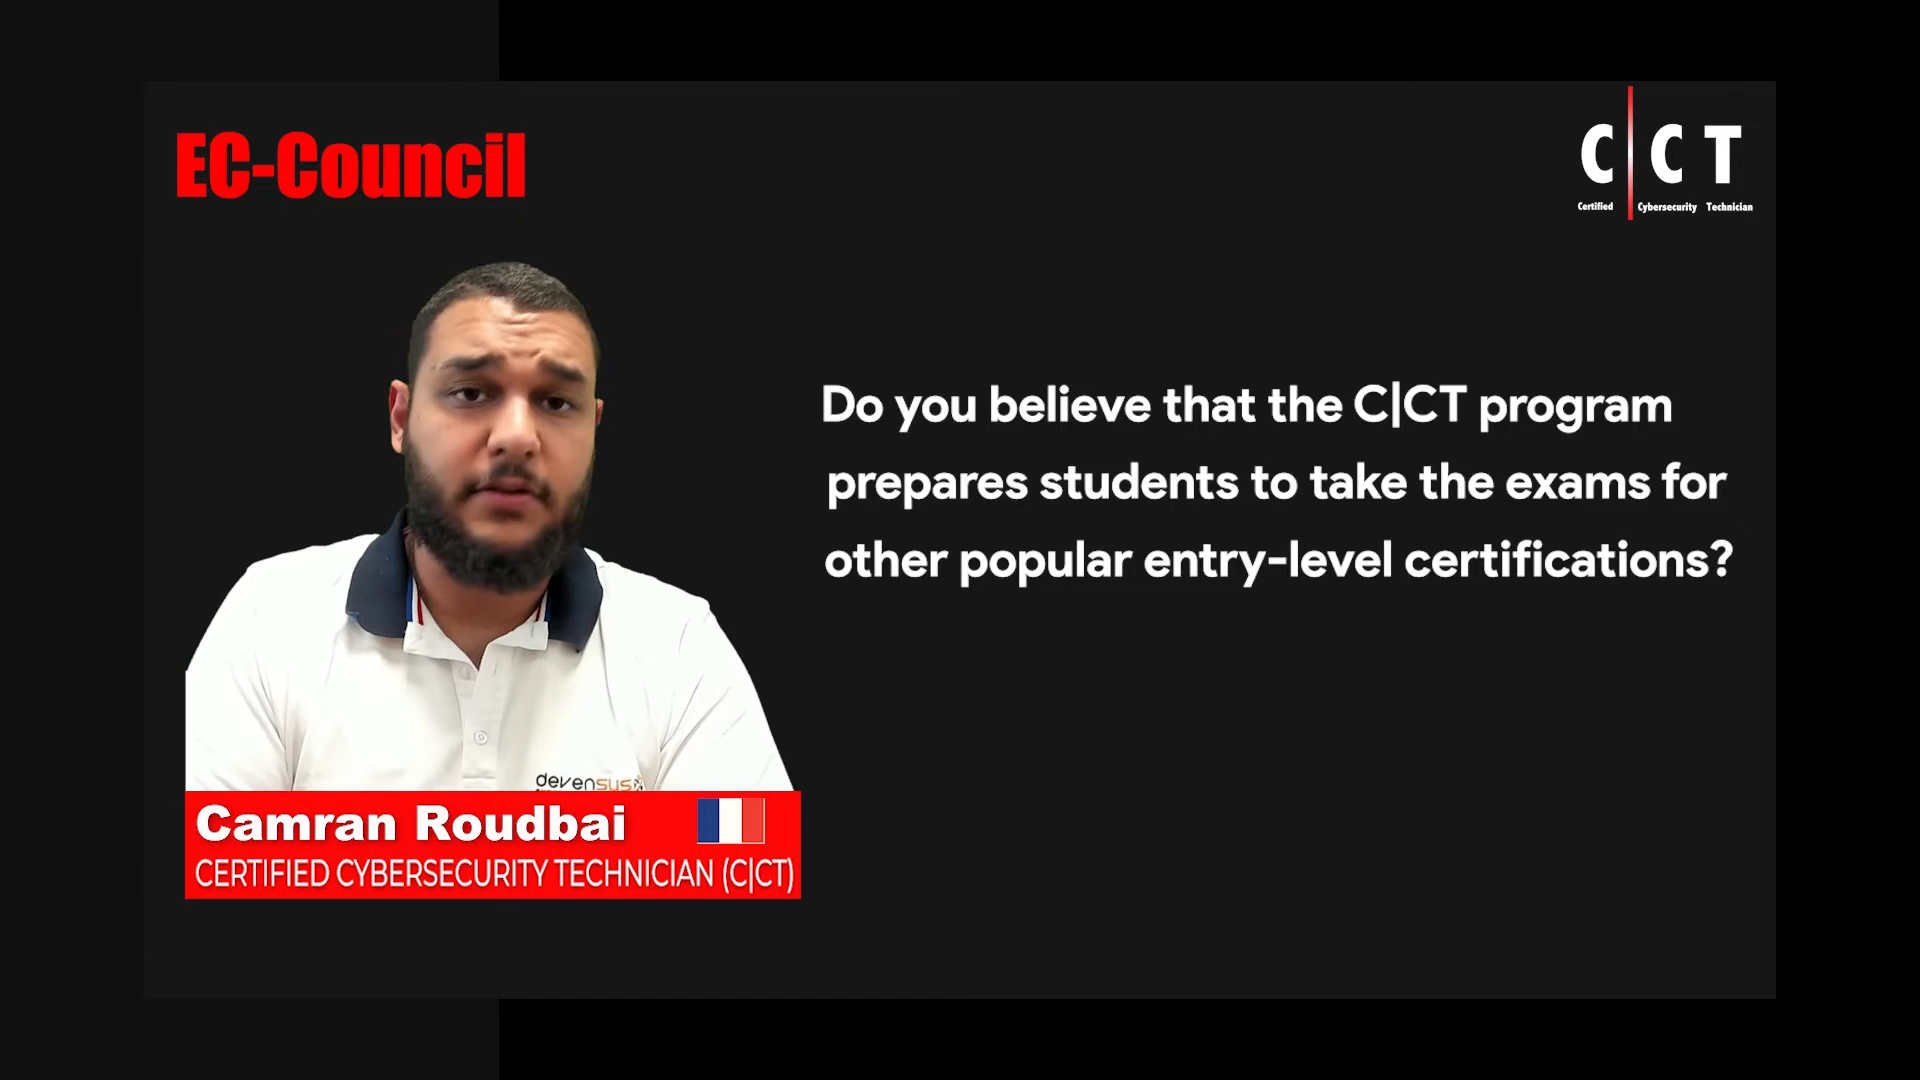 EC-Council
C|CT
Certified Cybersecurity Technician
Do you believe that the C|CT program
prepares students to take the exams for
other popular entry-level certifications?
devensus
Camran Roudbai
CERTIFIED CYBERSECURITY TECHNICIAN (C|CT)